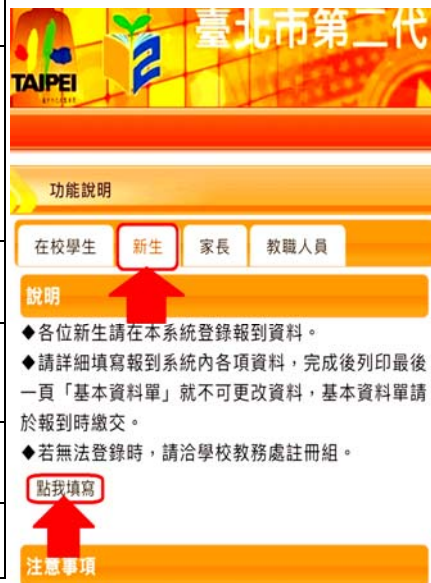 臺北市第二代
TAIPEI
2
功能說明
在校學生 新生 家長 教職人員
說明
◆各位新生請在本系統登錄報到資料。
◆請詳細填寫報到系統內各項資料，完成後列印最後
一頁「基本資料單」就不可更改資料，基本資料單請
於報到時繳交。
◆若無法登錄時，請洽學校教務處註冊組。
點我填寫
注意事項